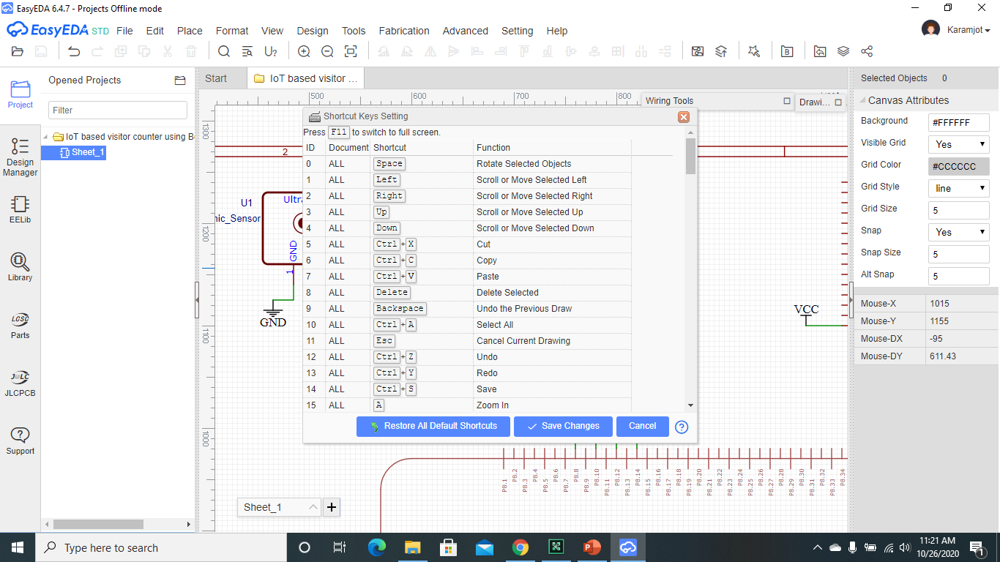 EasyEDA 6.4.7 - Projects Offline mode
EasyEDA STD File Edit Place Format View Design Tools Fabrication Advanced Setting Help Karamjot
Opened Projects
Filter
IoT based visitor counter using B
Sheet_1
Project
Design
Manager
EELib
Library
LCSC
Parts
J@LC
JLCPCB
Support
Start IoT based visitor ...
500 600 700 800
1300
1200
1100
1000
Wiring Tools
Drawi...
2
U1
Ultra
nic_Sensor
GND
1
GND
VCC
Shortcut Keys Setting
Press F11 to switch to full screen.
ID Document Shortcut Function
0 ALL Space Rotate Selected Objects
1 ALL Left Scroll or Move Selected Left
2 ALL Right Scroll or Move Selected Right
3 ALL Up Scroll or Move Selected Up
4 ALL Down Scroll or Move Selected Down
5 ALL Ctrl+X Cut
6 ALL Ctrl+C Copy
7 ALL Ctrl+V Paste
8 ALL Delete Delete Selected
9 ALL Backspace Undo the Previous Draw
10 ALL Ctrl+A Select All
11 ALL Esc Cancel Current Drawing
12 ALL Ctrl+Z Undo
13 ALL Ctrl+Y Redo
14 ALL Ctrl+S Save
15 ALL A Zoom In
Restore All Default Shortcuts Save Changes Cancel ?
P8.1 P8.2 P8.3 P8.4 P8.5 P8.6 P8.7 P8.8 P8.9 P8.10 P8.11 P8.12 P8.13 P8.14 P8.15 P8.16 P8.17 P8.18 P8.19 P8.20 P8.21 P8.22 P8.23 P8.24 P8.25 P8.26 P8.27 P8.28 P8.29 P8.30 P8.31 P8.32 P8.33 P8.34
Sheet_1 +
Selected Objects 0
Canvas Attributes
Background #FFFFFF
Visible Grid Yes
Grid Color #CCCCCC
Grid Style line
Grid Size 5
Snap Yes
Snap Size 5
Alt Snap 5
Mouse-X 1015
Mouse-Y 1155
Mouse-DX -95
Mouse-DY 611.43
Type here to search
11:21 AM
10/26/2020
1